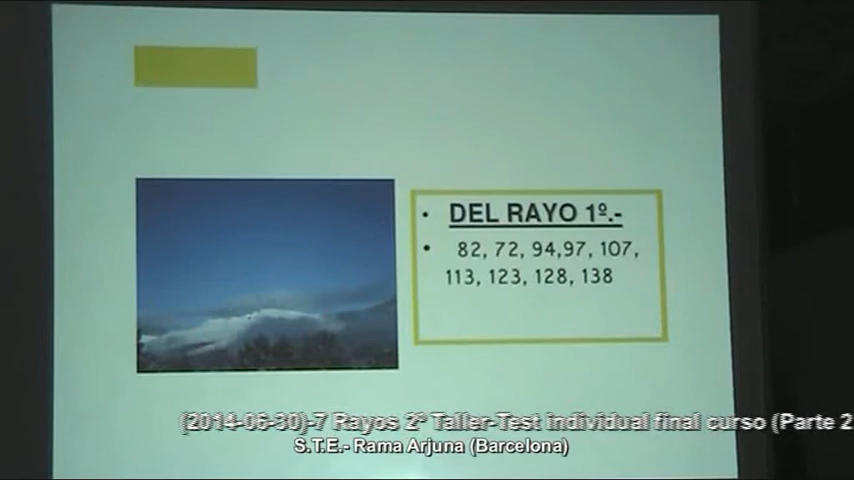 DEL RAYO 1º.-
82, 72, 94,97, 107,
113, 123, 128, 138
(2014-06-30)-7 Rayos 2º Taller-Test individual final curso (Parte 2
S.T.E.- Rama Arjuna (Barcelona)